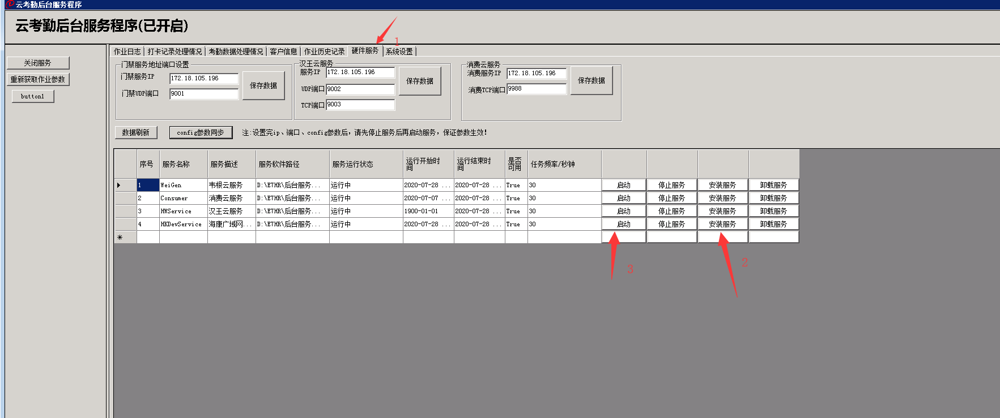 云考勤后台服务程序
云考勤后台服务程序(已开启)
关闭服务
重新获取作业参数
button1
作业日志 打卡记录处理情况 考勤数据处理情况 客户信息 作业历史记录 硬件服务 系统设置
1
门禁服务地址端口设置
门禁服务IP 172.18.105.196
门禁UDP端口 9001
保存数据
汉王云服务
服务IP 172.18.105.196
UDP端口 9002
TCP端口 9003
保存数据
消费云服务
消费服务IP 172.18.105.196
消费TCP端口 9988
保存数据
数据刷新 config参数同步 注:设置完ip、端口、config参数后，请先停止服务后再启动服务，保证参数生效!
序号 服务名称 服务描述 服务软件路径 服务运行状态 运行开始时间 运行结束时间 是否可用 任务频率/秒钟
1 WeiGen 韦根云服务 D:\E7HR\后台服务... 运行中 2020-07-28 ... 2020-07-28 ... True 30 启动 停止服务 安装服务 卸载服务
2 Consumer 消费云服务 D:\E7HR\后台服务... 运行中 2020-07-07 ... 2020-07-28 ... True 30 启动 停止服务 安装服务 卸载服务
3 HWService 汉王云服务 D:\E7HR\后台服务... 运行中 1900-01-01 2020-07-28 ... True 30 启动 停止服务 安装服务 卸载服务
4 HKDevService 海康广域网... D:\E7HR\后台服务... 运行中 2020-07-28 ... 2020-07-28 ... True 30 启动 停止服务 安装服务 卸载服务
*
3
2